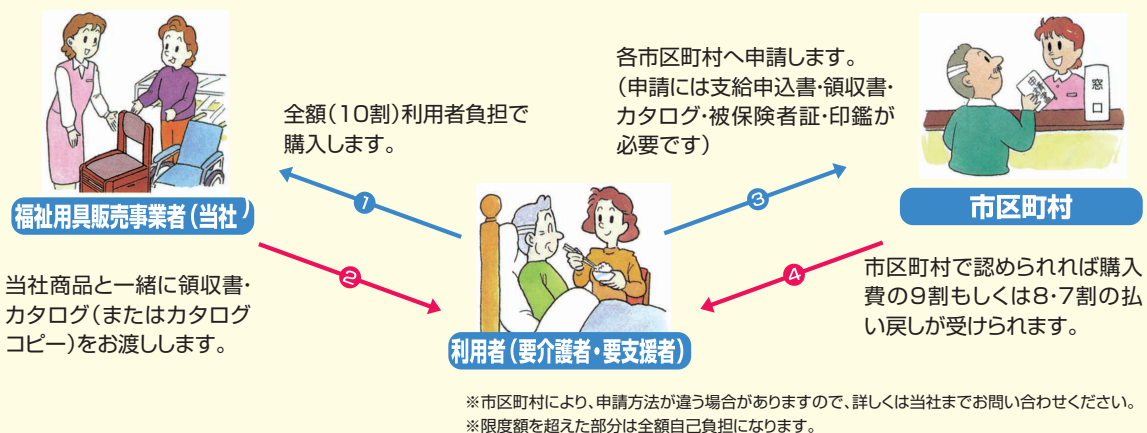 全額(10割)利用者負担で
購入します。
各市区町村へ申請します。
(申請には支給申込書・領収書・
カタログ・被保険者証・印鑑が
必要です)
窓口
福祉用具販売事業者(当社)
1
3
市区町村
当社商品と一緒に領収書・
カタログ(またはカタログ
コピー)をお渡しします。
2
4
市区町村で認められれば購入
費の9割もしくは8・7割の払
い戻しが受けられます。
利用者(要介護者・要支援者)
※市区町村により、申請方法が違う場合がありますので、詳しくは当社までお問い合わせください。
※限度額を超えた部分は全額自己負担になります。